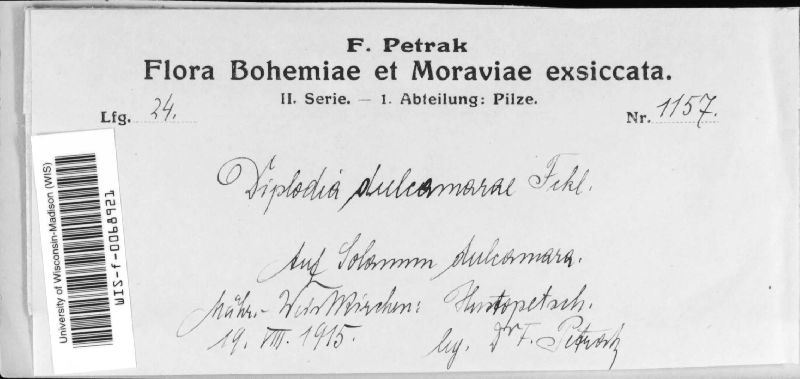 F. Petrak
Flora Bohemiae et Moraviae exsiccata.
II. Serie. — 1. Abteilung: Pilze.
Lfg. 24. Nr. 1157.
Diplodia dulcamarae Fckl.
Auf Solanum dulcamara.
Mähr.-Weisskirchen: Hustopetsch.
19. VIII. 1915. leg. Dr F. Petrak
University of Wisconsin-Madison (WIS)
WIS-f-0068921